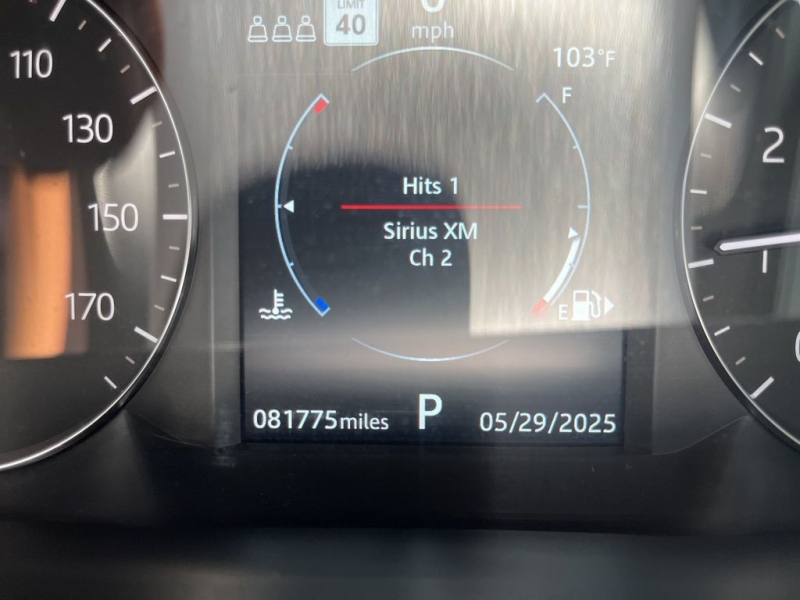 LIMIT
40
mph
103°F
F
110
130
150
170
Hits 1
Sirius XM
Ch 2
2
1
E
081775miles P 05/29/2025